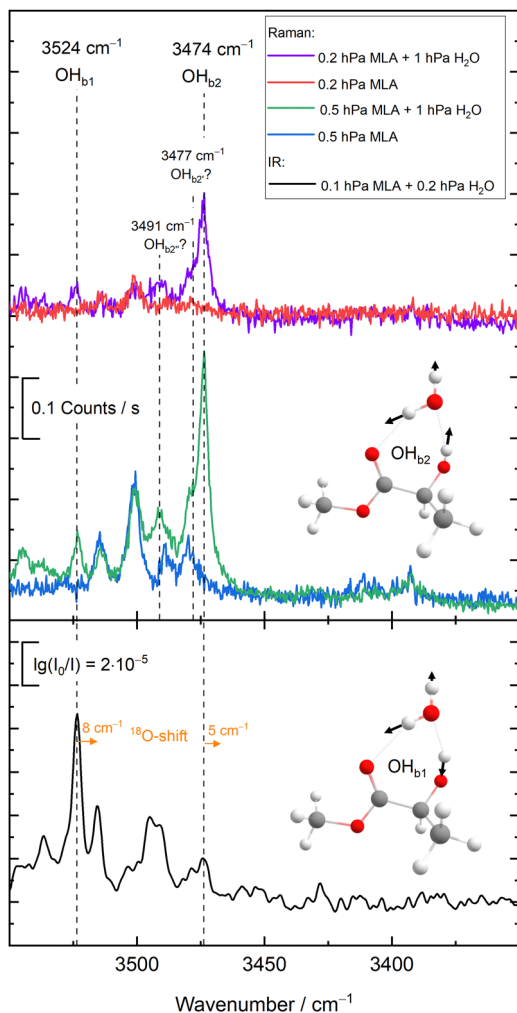 3524 cm⁻¹
OH_b1
3474 cm⁻¹
OH_b2
3477 cm⁻¹
OH_b2'?
3491 cm⁻¹
OH_b2''?
Raman:
0.2 hPa MLA + 1 hPa H₂O
0.2 hPa MLA
0.5 hPa MLA + 1 hPa H₂O
0.5 hPa MLA
IR:
0.1 hPa MLA + 0.2 hPa H₂O
0.1 Counts / s
OH_b2
lg(I₀/I) = 2·10⁻⁵
8 cm⁻¹
¹⁸O-shift
5 cm⁻¹
OH_b1
3500
3450
3400
Wavenumber / cm⁻¹